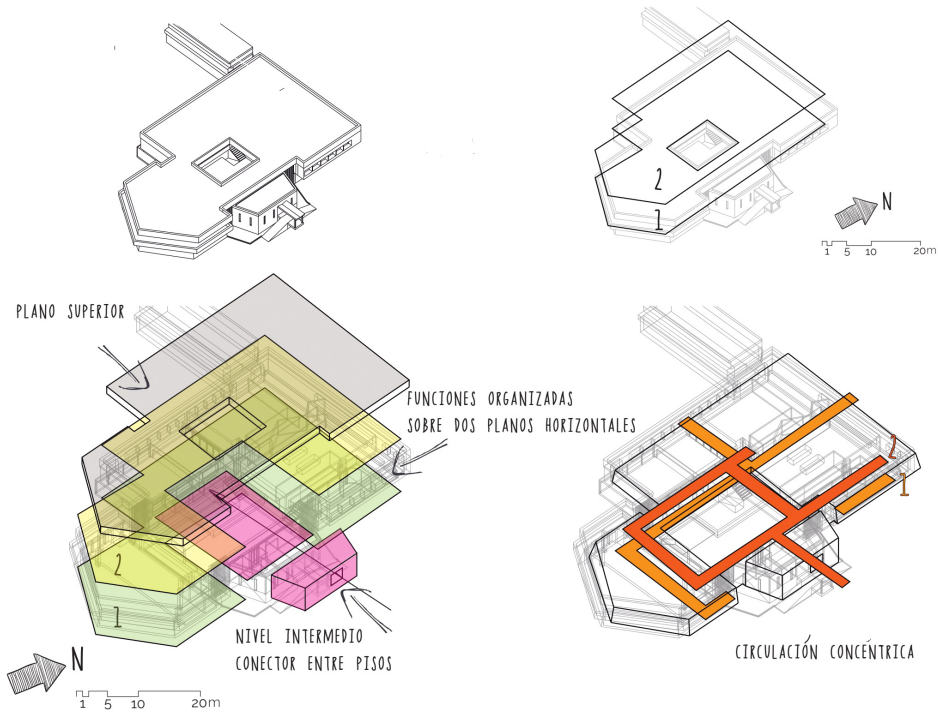 2
1
N
1 5 10 20m
PLANO SUPERIOR
FUNCIONES ORGANIZADAS
SOBRE DOS PLANOS HORIZONTALES
2
1
NIVEL INTERMEDIO
CONECTOR ENTRE PISOS
N
1 5 10 20m
2
1
CIRCULACIÓN CONCÉNTRICA